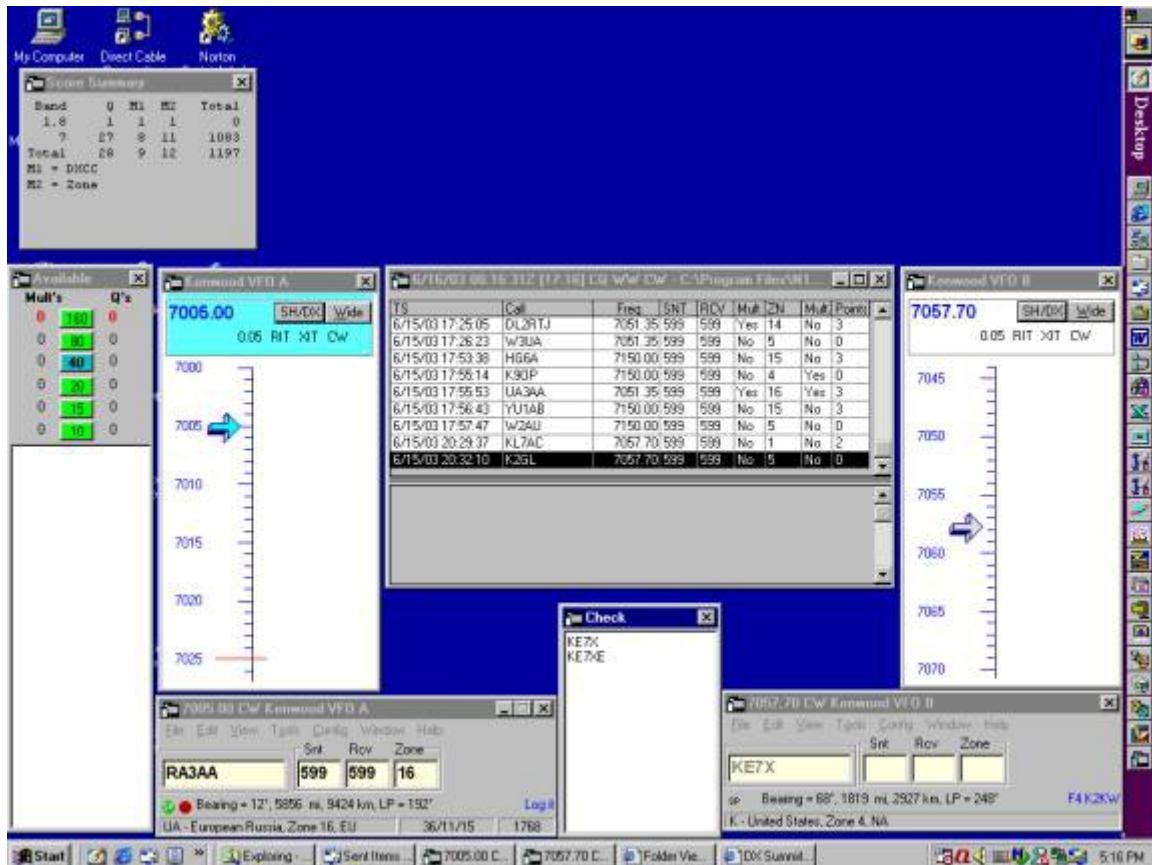 My Computer
Direct Cable
Norton
Score Summary
Band Q M1 M2 Total
1.8 1 1 1 0
7 27 8 11 1083
Total 28 9 12 1197
M1 = DXCC
M2 = Zone
Available
Mult's Q's
0 160 0
0 80 0
0 40 0
0 20 0
0 15 0
0 10 0
Kenwood VFO A
7005.00 SH/DX Wide
0.05 RIT XIT CW
7000
7005
7010
7015
7020
7025
6/16/03 00:16:31Z [17:16] CQ WW CW - C:\Program Files\N1...
TS Call Freq SNT RCV Mult ZN Mult Points
6/15/03 17:25:05 DL2RTJ 7051.35 599 599 Yes 14 No 3
6/15/03 17:26:23 W3UA 7051.35 599 599 No 5 No 0
6/15/03 17:53:38 HG6A 7150.00 599 599 No 15 No 3
6/15/03 17:55:14 K9OP 7150.00 599 599 No 4 Yes 0
6/15/03 17:55:53 UA3AA 7051.35 599 599 Yes 16 Yes 3
6/15/03 17:56:43 YU1AB 7150.00 599 599 No 15 No 3
6/15/03 17:57:47 W2AU 7150.00 599 599 No 5 No 0
6/15/03 20:29:37 KL7AC 7057.70 599 599 No 1 No 2
6/15/03 20:32:10 K2GL 7057.70 599 599 No 5 No 0
Kenwood VFO B
7057.70 SH/DX Wide
0.05 RIT XIT CW
7045
7050
7055
7060
7065
7070
Desktop
Check
KE7X
KE7XE
7005.00 CW Kenwood VFO A
File Edit View Tools Config Window Help
Snt Rcv Zone
RA3AA 599 599 16
Bearing = 12°, 5856 mi, 9424 km, LP = 192° Log it
UA - European Russia, Zone 16, EU 36/11/15 1768
7057.70 CW Kenwood VFO B
File Edit View Tools Config Window Help
Snt Rcv Zone
KE7X
SP Bearing = 68°, 1819 mi, 2927 km, LP = 248° F4 K2KW
K - United States, Zone 4, NA
Start
Exploring - ...
Sent Items ...
7005.00 C...
7057.70 C...
Folder Vie...
DX Summit...
5:16 PM